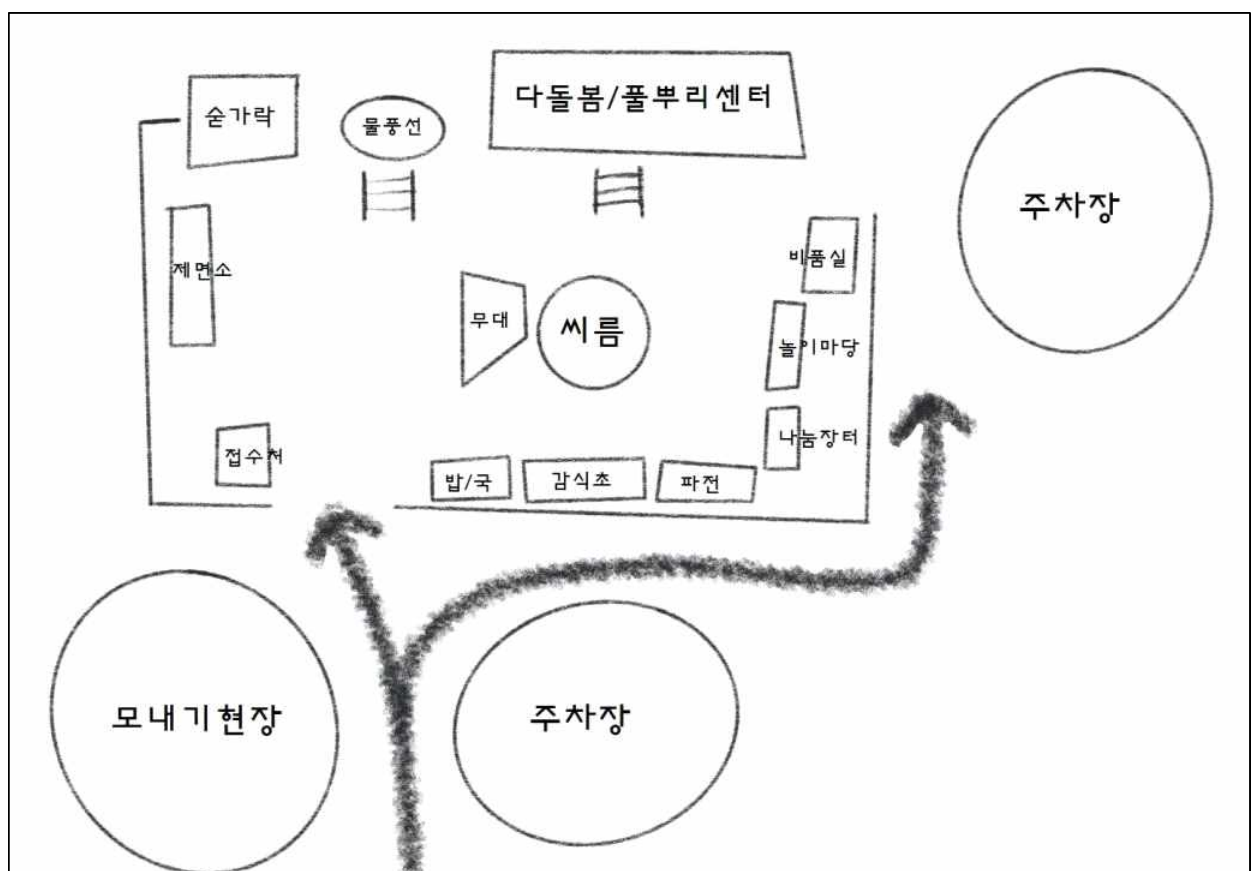 숟가락
물풍선
다돌봄/풀뿌리센터
주차장
제면소
비품실
무대
씨름
놀이마당
접수처
나눔장터
밥/국
감식초
파전
모내기현장
주차장